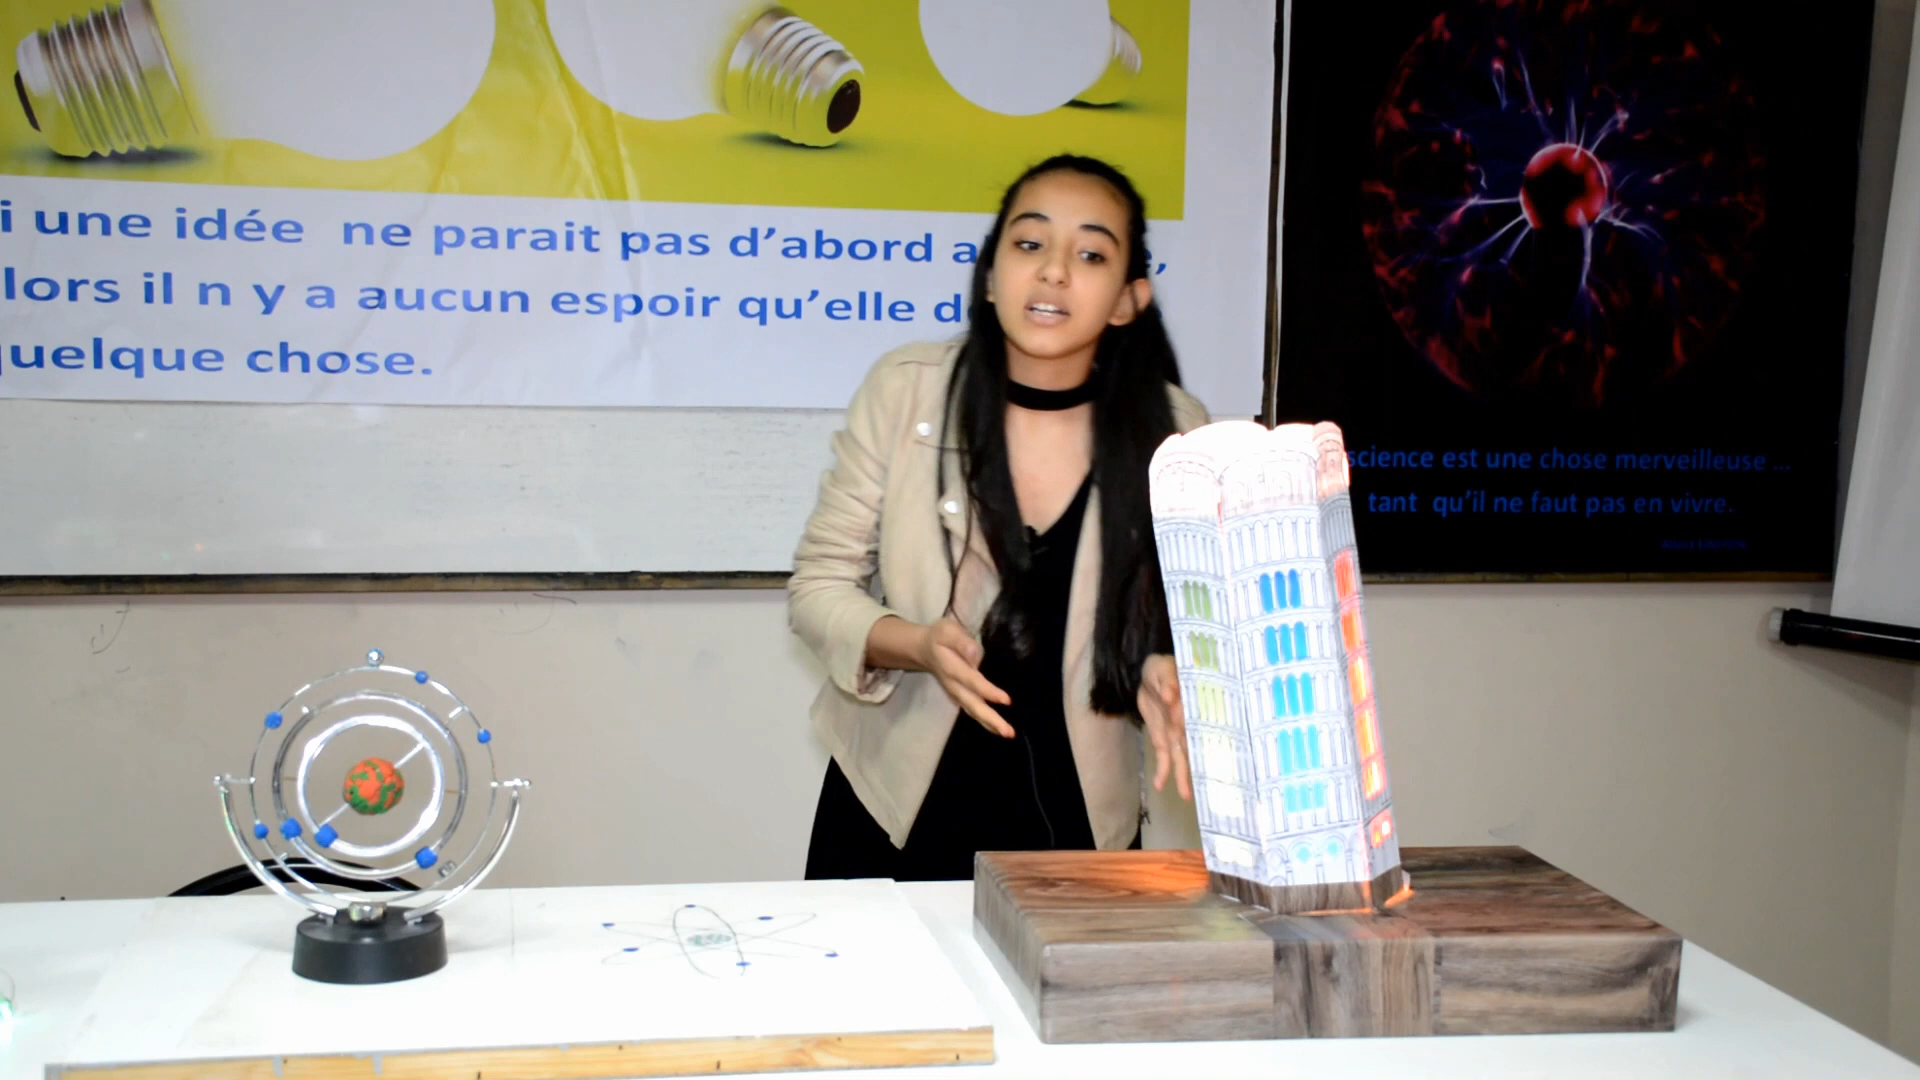 i une idée ne parait pas d'abord
lors il n y a aucun espoir qu'elle
quelque chose.
science est une chose merveilleuse ...
tant qu'il ne faut pas en vivre.